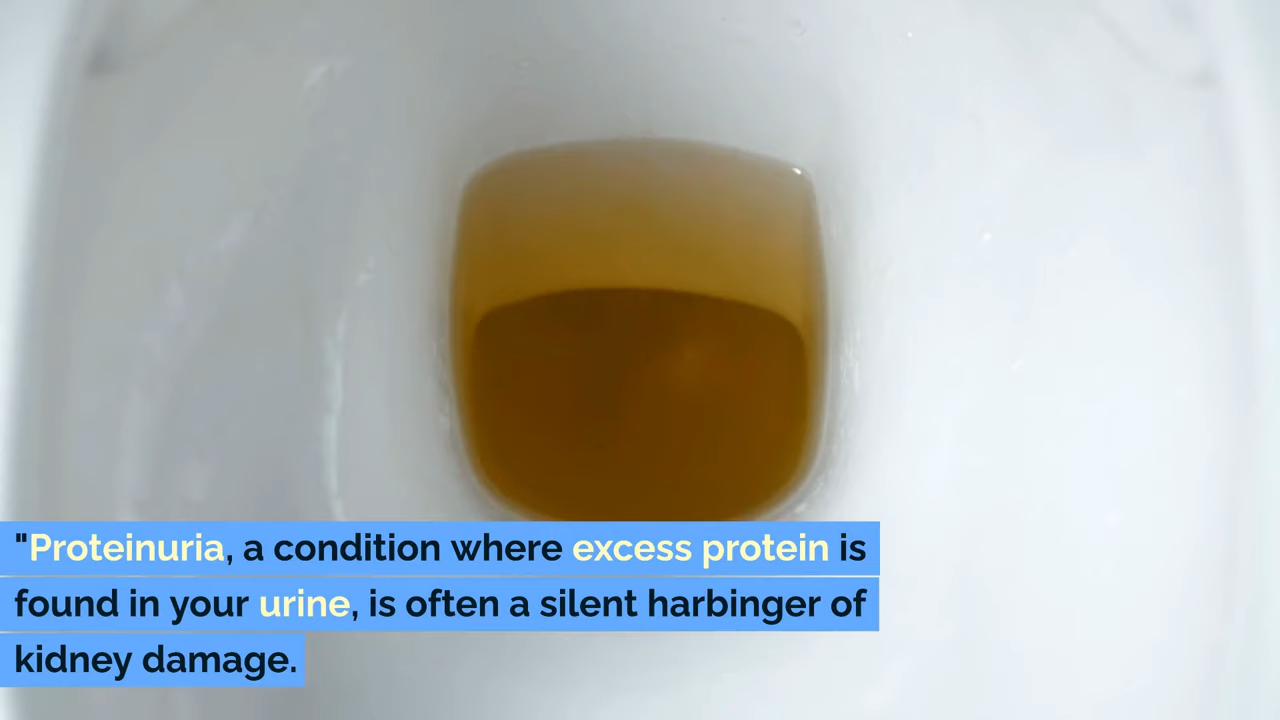 "Proteinuria, a condition where excess protein is
found in your urine, is often a silent harbinger of
kidney damage.